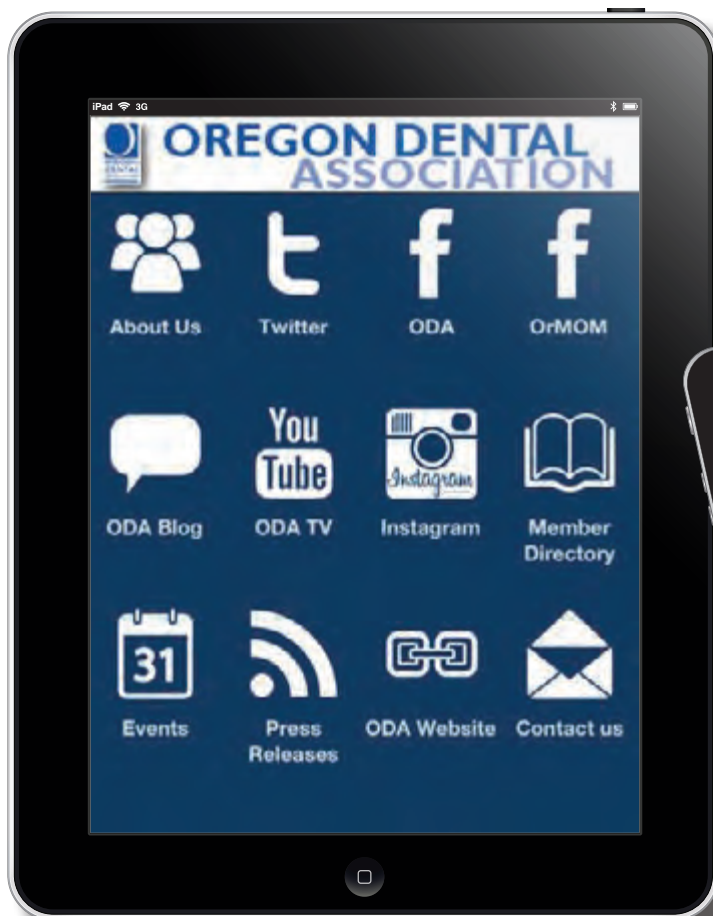 iPad 3G
OREGON DENTAL
ASSOCIATION
About Us Twitter ODA OrMOM
You
Tube
Instagram
ODA Blog ODA TV Instagram Member
Directory
31
Events Press
Releases ODA Website Contact us